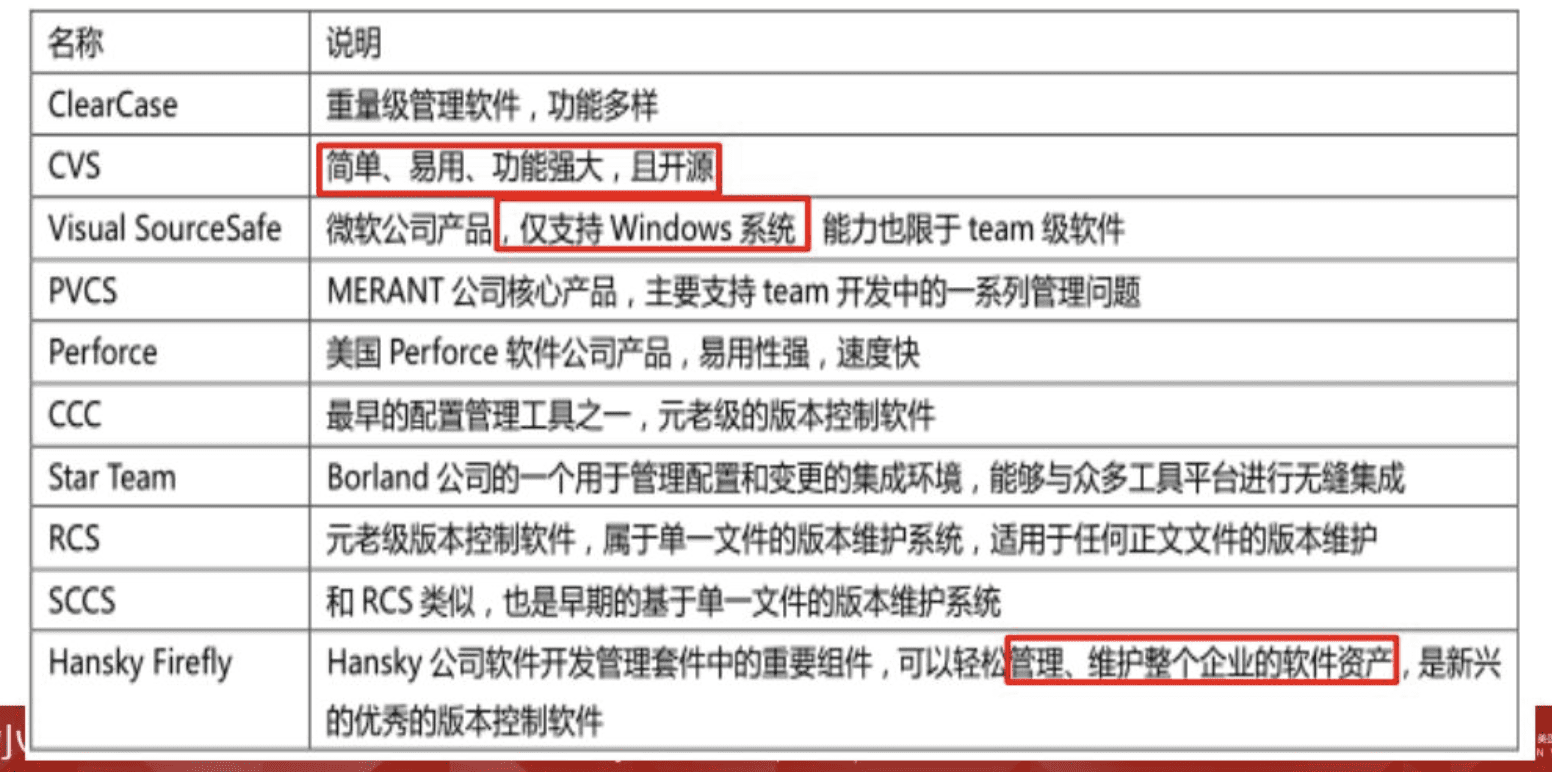 名称 说明
ClearCase 重量级管理软件，功能多样
CVS 简单、易用、功能强大，且开源
Visual SourceSafe 微软公司产品，仅支持 Windows 系统 能力也限于 team 级软件
PVCS MERANT 公司核心产品，主要支持 team 开发中的一系列管理问题
Perforce 美国 Perforce 软件公司产品，易用性强，速度快
CCC 最早的配置管理工具之一，元老级的版本控制软件
Star Team Borland 公司的一个用于管理配置和变更的集成环境，能够与众多工具平台进行无缝集成
RCS 元老级版本控制软件，属于单一文件的版本维护系统，适用于任何正文文件的版本维护
SCCS 和 RCS 类似，也是早期的基于单一文件的版本维护系统
Hansky Firefly Hansky 公司软件开发管理套件中的重要组件，可以轻松管理、维护整个企业的软件资产，是新兴
的优秀的版本控制软件
小